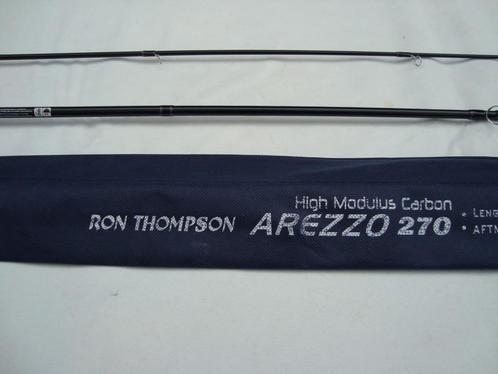 High Modulus Carbon
RON THOMPSON AREZZO 270
• LENG
• AFTM